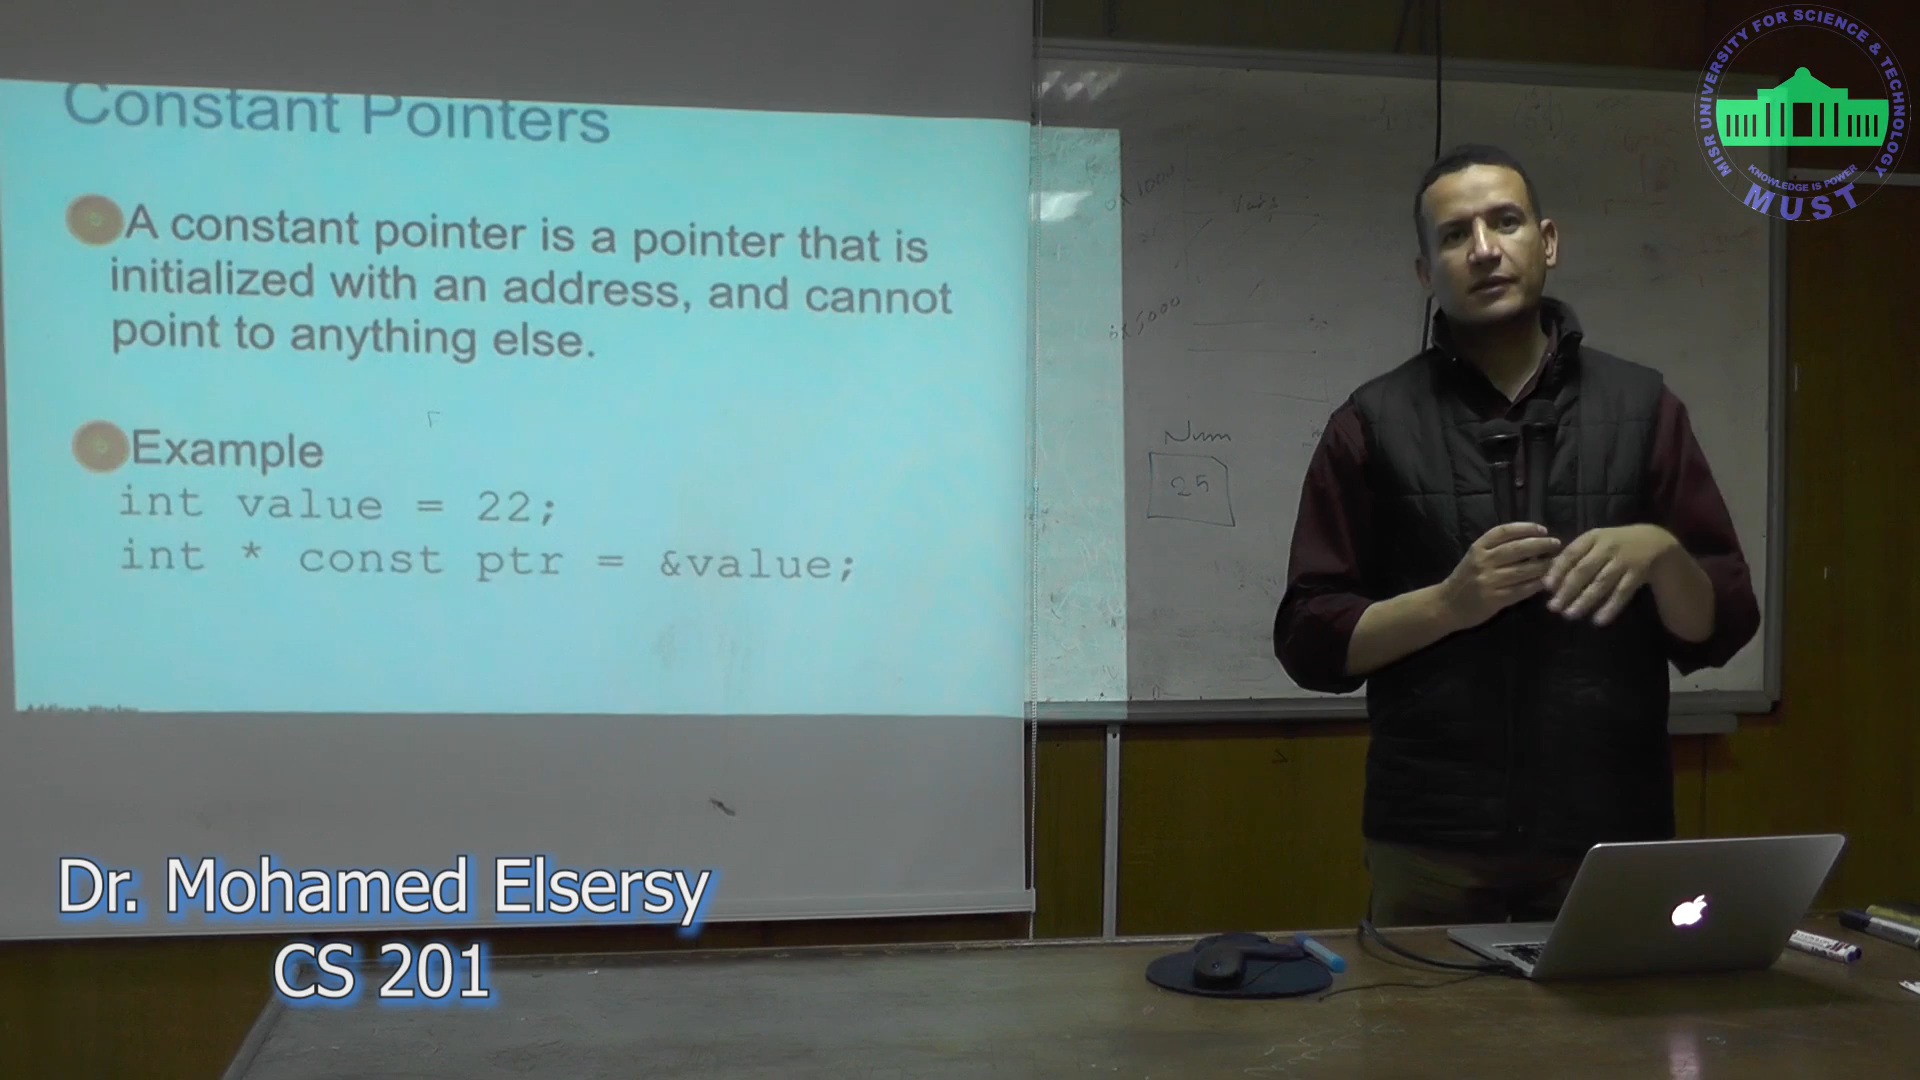 Constant Pointers
A constant pointer is a pointer that is
initialized with an address, and cannot
point to anything else.
Example
int value = 22;
int * const ptr = &value;
0x1000
0x5000
Num
25
MISR UNIVERSITY FOR SCIENCE & TECHNOLOGY
KNOWLEDGE IS POWER
MUST
Dr. Mohamed Elsersy
CS 201